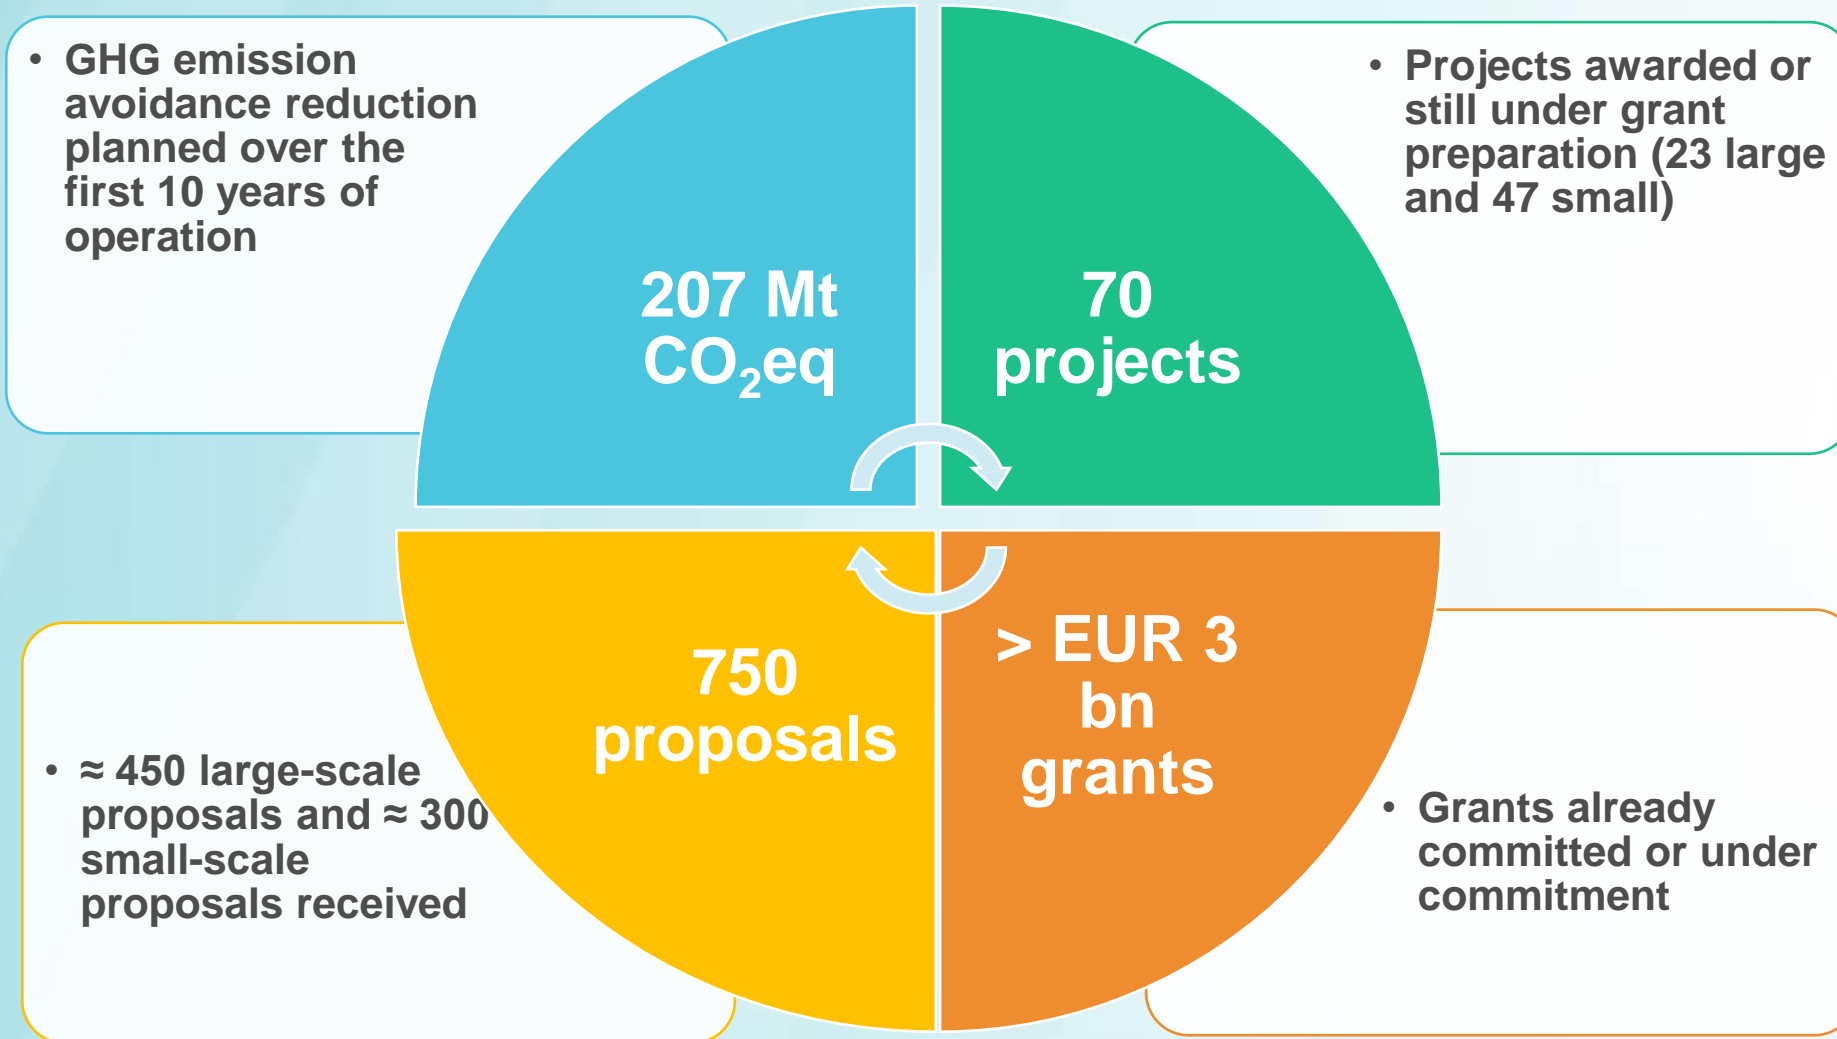 • GHG emission
avoidance reduction
planned over the
first 10 years of
operation
207 Mt
CO₂eq
70
projects
• Projects awarded or
still under grant
preparation (23 large
and 47 small)
• ≈ 450 large-scale
proposals and ≈ 300
small-scale
proposals received
750
proposals
> EUR 3
bn
grants
• Grants already
committed or under
commitment